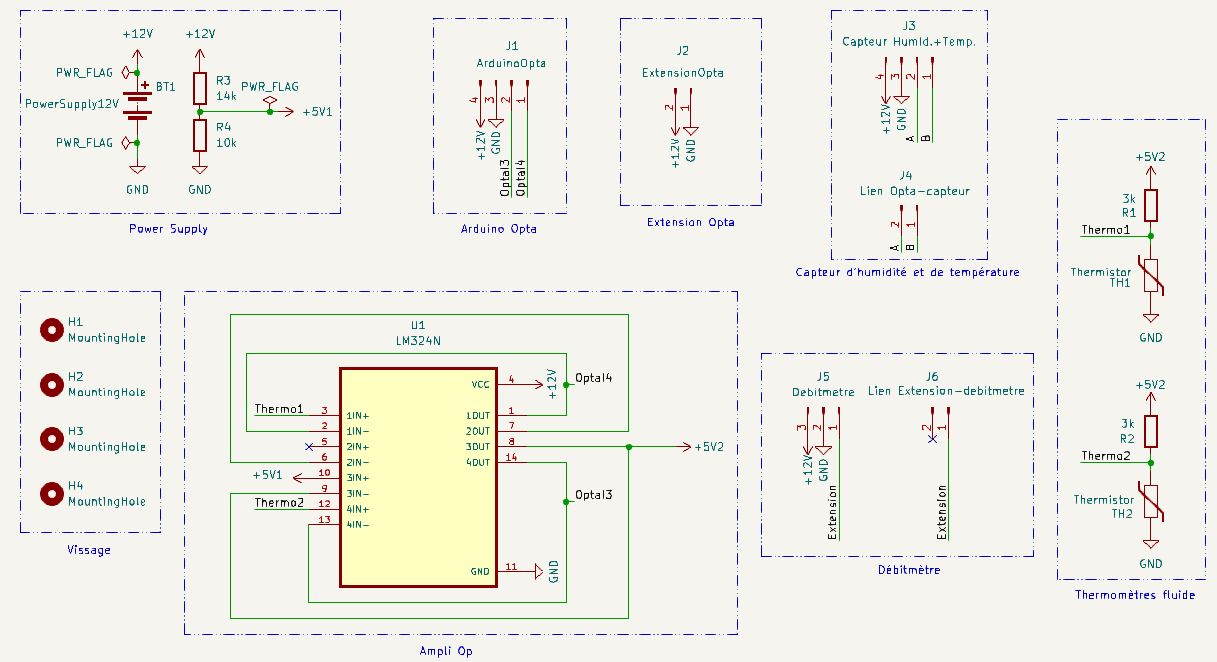 +12V
+12V
PWR_FLAG
BT1
PowerSupply12V
PWR_FLAG
GND
R3
14k
PWR_FLAG
+5V1
R4
10k
GND
Power Supply
J1
ArduinoOpta
4
3
2
1
+12V
GND
Optal3
Optal4
Arduino Opta
J2
ExtensionOpta
2
1
+12V
GND
Extension Opta
J3
Capteur Humid.+Temp.
4
3
2
1
+12V
GND
A
B
J4
Lien Opta-capteur
2
1
A
B
Capteur d'humidité et de température
+5V2
3k
R1
Thermo1
Thermistor
TH1
GND
+5V2
3k
R2
Thermo2
Thermistor
TH2
GND
Thermomètres fluide
H1
MountingHole
H2
MountingHole
H3
MountingHole
H4
MountingHole
Vissage
U1
LM324N
VCC
4
+12V
Optal4
Thermo1
3
1IN+
1OUT
1
2
1IN-
2OUT
7
5
2IN+
3OUT
8
+5V2
6
2IN-
4OUT
14
+5V1
10
3IN+
9
3IN-
Optal3
Thermo2
12
4IN+
13
4IN-
GND
11
GND
Ampli Op
J5
Debitmetre
3
2
1
+12V
GND
Extension
J6
Lien Extension-debitmetre
2
1
Extension
Débitmètre